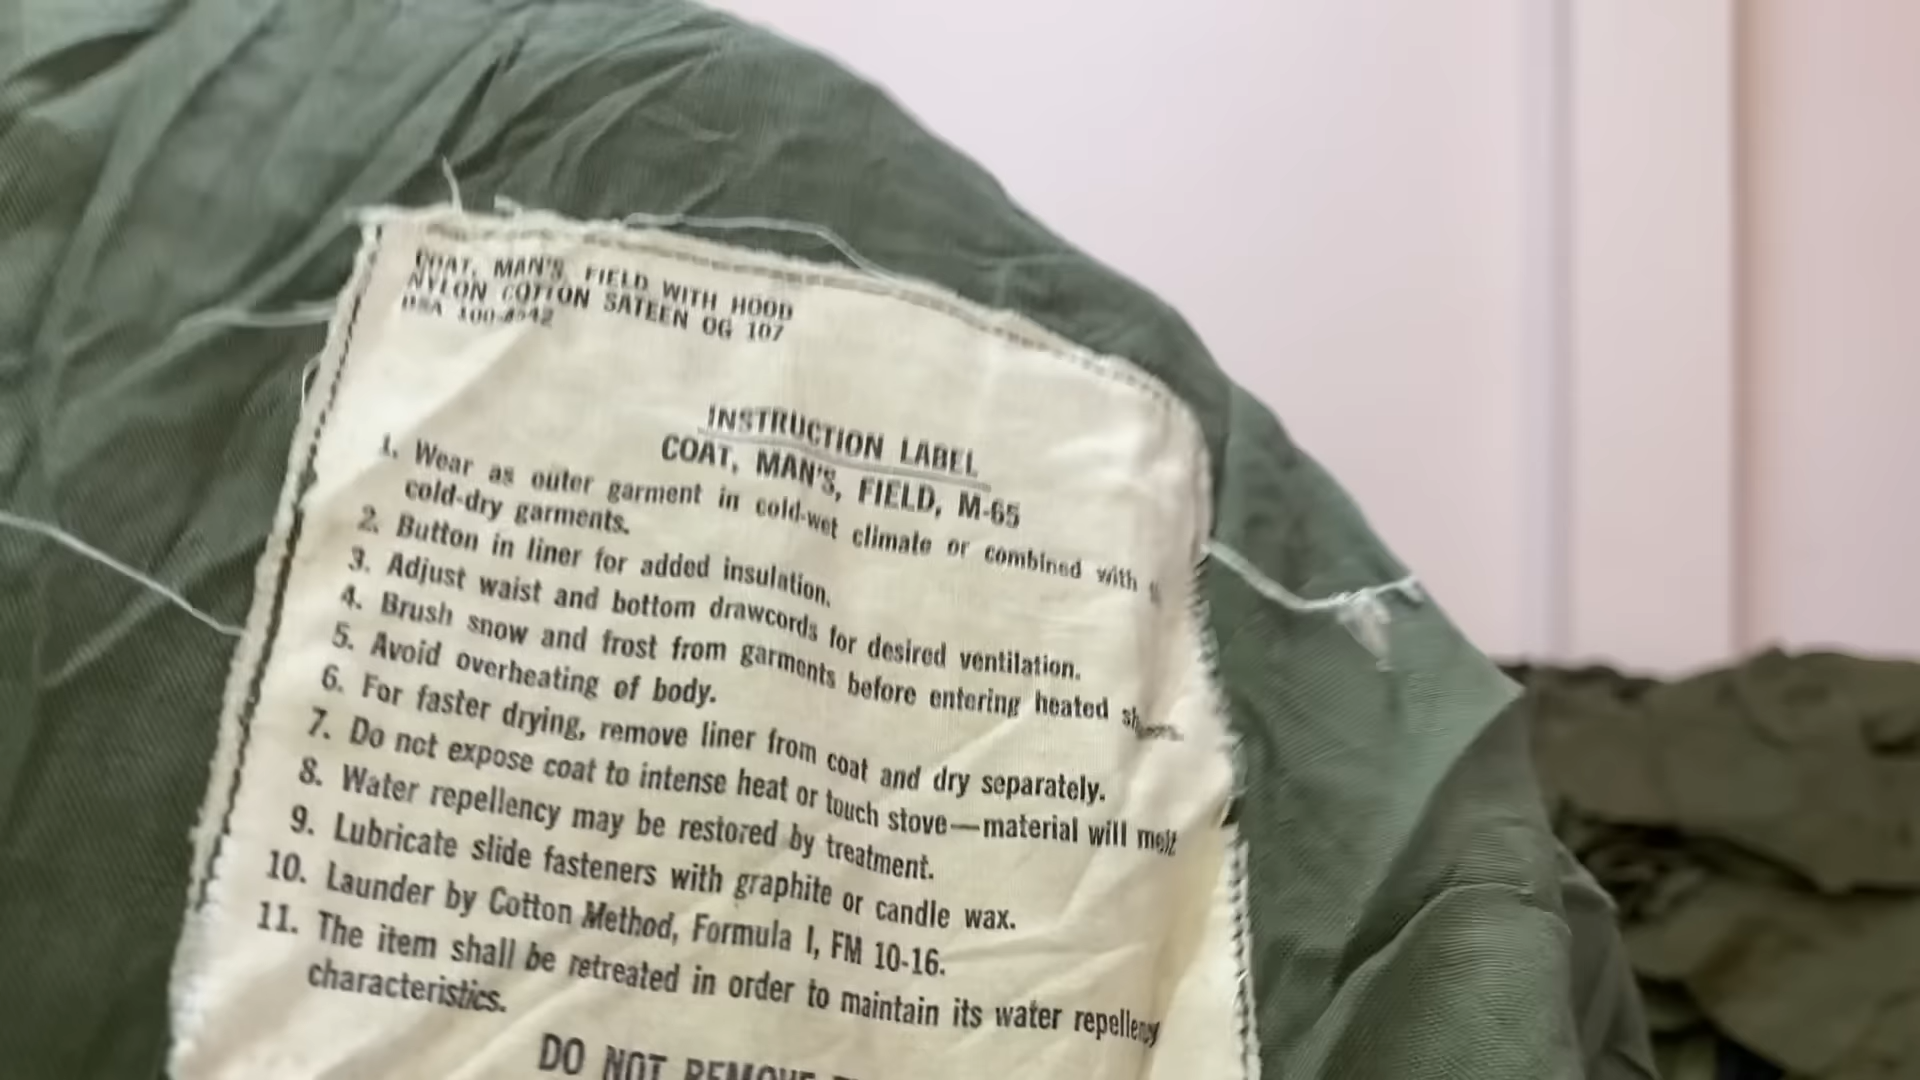 COAT, MAN'S, FIELD WITH HOOD
NYLON COTTON SATEEN OG 107
DSA 100-
INSTRUCTION LABEL
COAT, MAN'S, FIELD, M-65
1. Wear as outer garment in cold-wet climate or combined with
cold-dry garments.
2. Button in liner for added insulation.
3. Adjust waist and bottom drawcords for desired ventilation.
4. Brush snow and frost from garments before entering heated
5. Avoid overheating of body.
6. For faster drying, remove liner from coat and dry separately.
7. Do not expose coat to intense heat or touch stove—material will melt
8. Water repellency may be restored by treatment.
9. Lubricate slide fasteners with graphite or candle wax.
10. Launder by Cotton Method, Formula I, FM 10-16.
11. The item shall be retreated in order to maintain its water repellency
characteristics.
DO NOT REMOVE